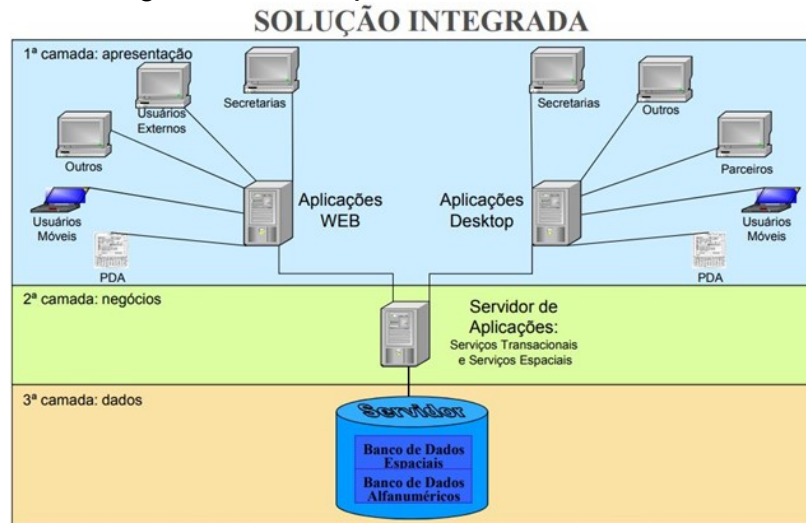 SOLUÇÃO INTEGRADA
1ª camada: apresentação
Usuários
Externos
Secretarias
Outros
Usuários
Móveis
PDA
Aplicações
WEB
Secretarias
Outros
Parceiros
Aplicações
Desktop
Usuários
Móveis
PDA
2ª camada: negócios
Servidor de
Aplicações:
Serviços Transacionais
e Serviços Espaciais
3ª camada: dados
Servidor
Banco de Dados
Espaciais
Banco de Dados
Alfanuméricos